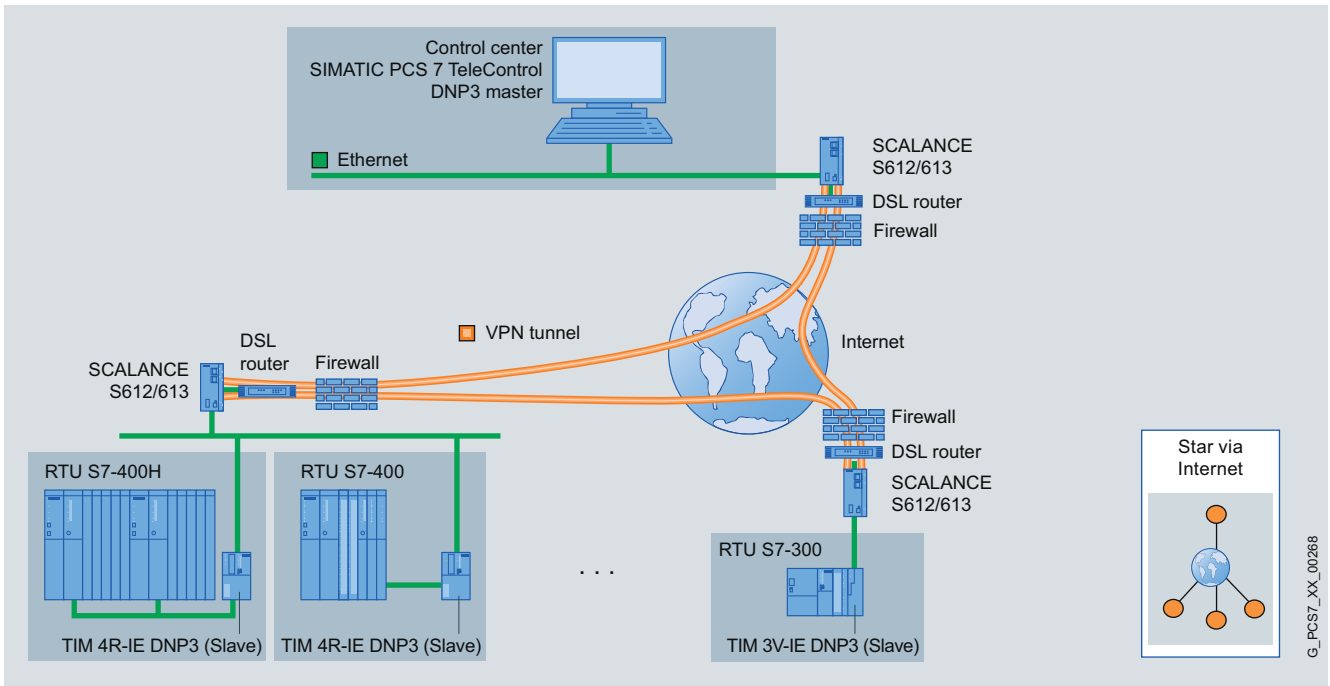 Control center
SIMATIC PCS 7 TeleControl
DNP3 master
Ethernet
SCALANCE
S612/613
DSL router
Firewall
VPN tunnel
Internet
DSL
router
Firewall
SCALANCE
S612/613
Firewall
DSL router
SCALANCE
S612/613
RTU S7-400H
TIM 4R-IE DNP3 (Slave)
RTU S7-400
TIM 4R-IE DNP3 (Slave)
. . .
RTU S7-300
TIM 3V-IE DNP3 (Slave)
Star via
Internet
G_PCS7_XX_00268